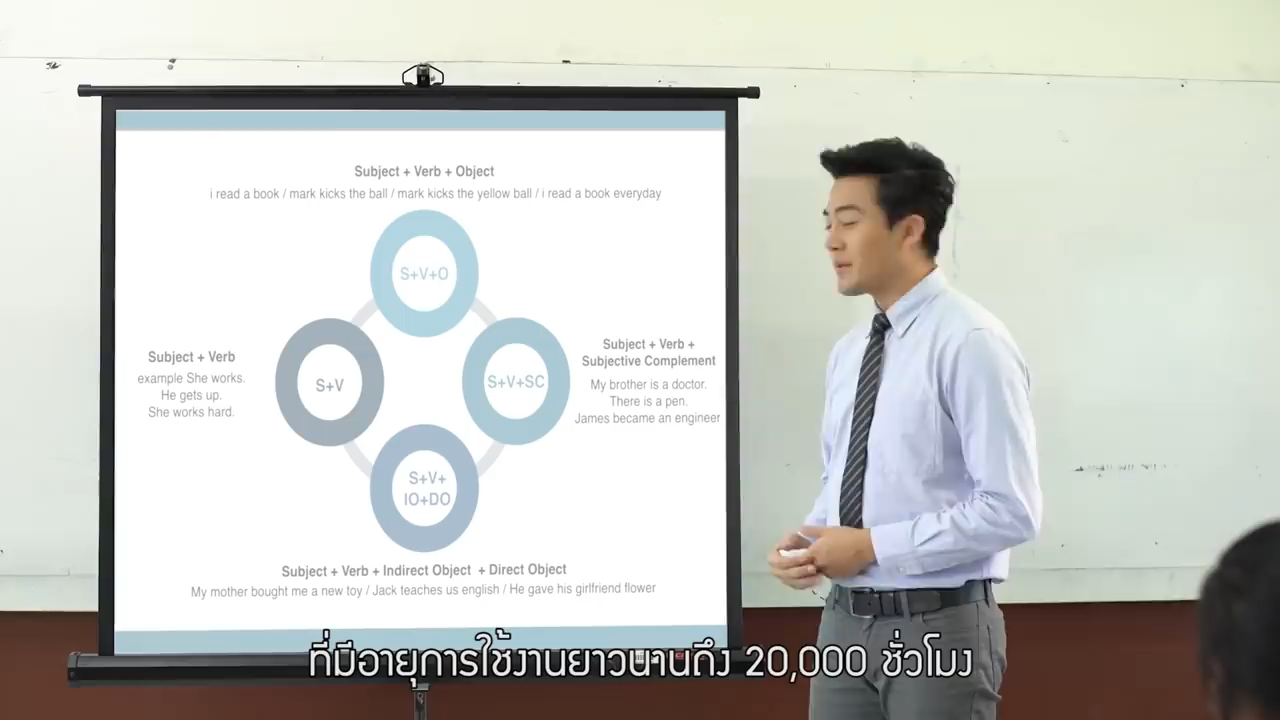 Subject + Verb + Object
i read a book / mark kicks the ball / mark kicks the yellow ball / i read a book everyday
S+V+O
Subject + Verb
example She works.
He gets up.
She works hard.
S+V
S+V+SC
Subject + Verb +
Subjective Complement
My brother is a doctor.
There is a pen.
James became an engineer
S+V+
IO+DO
Subject + Verb + Indirect Object + Direct Object
My mother bought me a new toy / Jack teaches us english / He gave his girlfriend flower
ที่มีอายุการใช้งานยาวนานถึง 20,000 ชั่วโมง